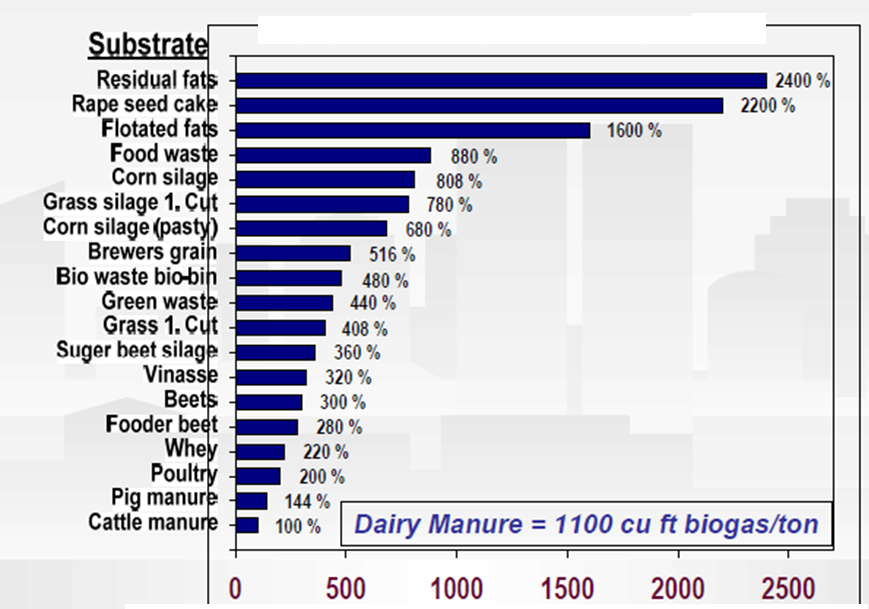 Substrate
Residual fats 2400 %
Rape seed cake 2200 %
Flotated fats 1600 %
Food waste 880 %
Corn silage 808 %
Grass silage 1. Cut 780 %
Corn silage (pasty) 680 %
Brewers grain 516 %
Bio waste bio-bin 480 %
Green waste 440 %
Grass 1. Cut 408 %
Suger beet silage 360 %
Vinasse 320 %
Beets 300 %
Fooder beet 280 %
Whey 220 %
Poultry 200 %
Pig manure 144 %
Cattle manure 100 %
Dairy Manure = 1100 cu ft biogas/ton
0 500 1000 1500 2000 2500